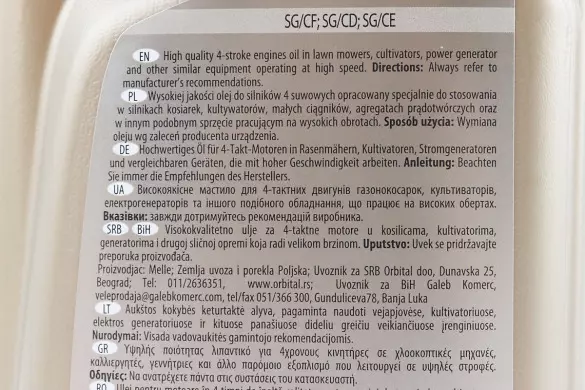 SG/CF; SG/CD; SG/CE
EN High quality 4-stroke engines oil in lawn mowers, cultivators, power generator
and other similar equipment operating at high speed. Directions: Always refer to
manufacturer's recommendations.
PL Wysokiej jakości olej do silników 4 suwowych opracowany specjalnie do stosowania
w silnikach kosiarek, kultywatorów, małych ciągników, agregatach prądotwórczych oraz
w innym podobnym sprzęcie pracującym na wysokich obrotach. Sposób użycia: Wymiana
oleju wg zaleceń producenta urządzenia.
DE Hochwertiges Öl für 4-Takt-Motoren in Rasenmähern, Kultivatoren, Stromgeneratoren
und vergleichbaren Geräten, die mit hoher Geschwindigkeit arbeiten. Anleitung: Beachten
Sie immer die Empfehlungen des Herstellers.
UA Високоякісне мастило для 4-тактних двигунів газонокосарок, культиваторів,
електрогенераторів та іншого подібного обладнання, що працює на високих обертах.
Вказівки: завжди дотримуйтесь рекомендацій виробника.
SRB BiH Visokokvalitetno ulje za 4-taktne motore u kosilicama, kultivatorima,
generatorima i drugoj sličnoj opremi koja radi velikom brzinom. Uputstvo: Uvek se pridržavajte
preporuka proizvođača.
Proizvodjac: Melle; Zemlja uvoza i porekla Poljska; Uvoznik za SRB Orbital doo, Dunavska 25,
Beograd; Tel: 011/2636351, www.orbital.rs; Uvoznik za BiH Galeb Komerc,
veleprodaja@galebkomerc.com, tel/fax 051/366 300, Gunduliceva78, Banja Luka
LT Aukštos kokybės keturtaktė alyva, pagaminta naudoti vejapjovėse, kultivatoriuose,
elektros generatoriuose ir kituose panašiuose dideliu greičiu veikiančiuose įrenginiuose.
Nurodymai: Visada vadovaukitės gamintojo rekomendacijomis.
GR Υψηλής ποιότητας λιπαντικό για 4χρονους κινητήρες σε χλοοκοπτικές μηχανές,
καλλιεργητές, γεννήτριες και άλλο παρόμοιο εξοπλισμό που λειτουργεί σε υψηλές στροφές.
Οδηγίες: Να ανατρέχετε πάντα στις συστάσεις του κατασκευαστή.
RO Ulei pentru motoare în 4 timpi de înaltă